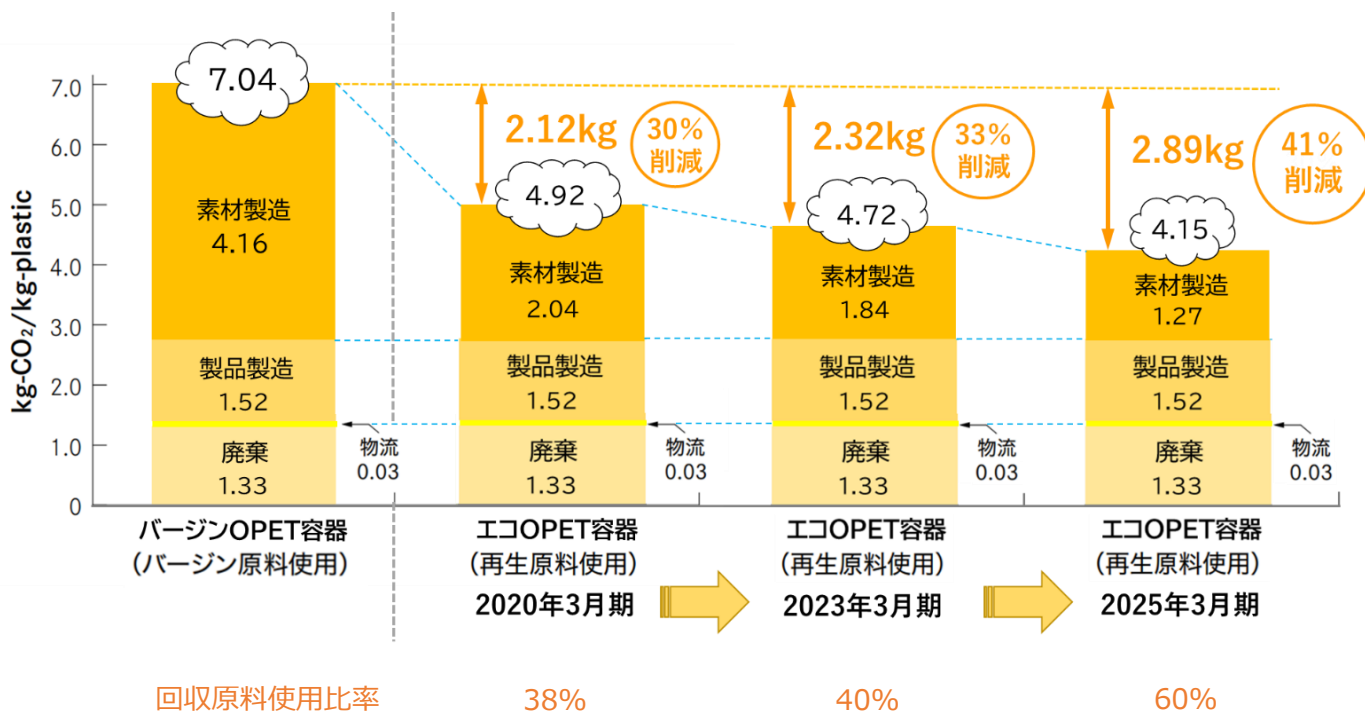 kg-CO₂/kg-plastic
7.0
6.0
5.0
4.0
3.0
2.0
1.0
0
7.04
素材製造
4.16
製品製造
1.52
廃棄
1.33
物流
0.03
バージンOPET容器
(バージン原料使用)
2.12kg
30%
削減
4.92
素材製造
2.04
製品製造
1.52
廃棄
1.33
物流
0.03
エコOPET容器
(再生原料使用)
2020年3月期
2.32kg
33%
削減
4.72
素材製造
1.84
製品製造
1.52
廃棄
1.33
物流
0.03
エコOPET容器
(再生原料使用)
2023年3月期
2.89kg
41%
削減
4.15
素材製造
1.27
製品製造
1.52
廃棄
1.33
物流
0.03
エコOPET容器
(再生原料使用)
2025年3月期
回収原料使用比率 38% 40% 60%